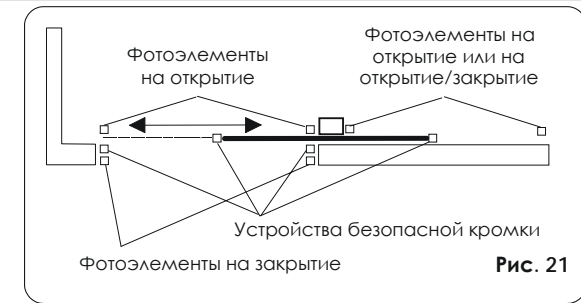 Фотоэлементы
на открытие
Фотоэлементы на
открытие или на
открытие/закрытие
Устройства безопасной кромки
Фотоэлементы на закрытие
Рис. 21